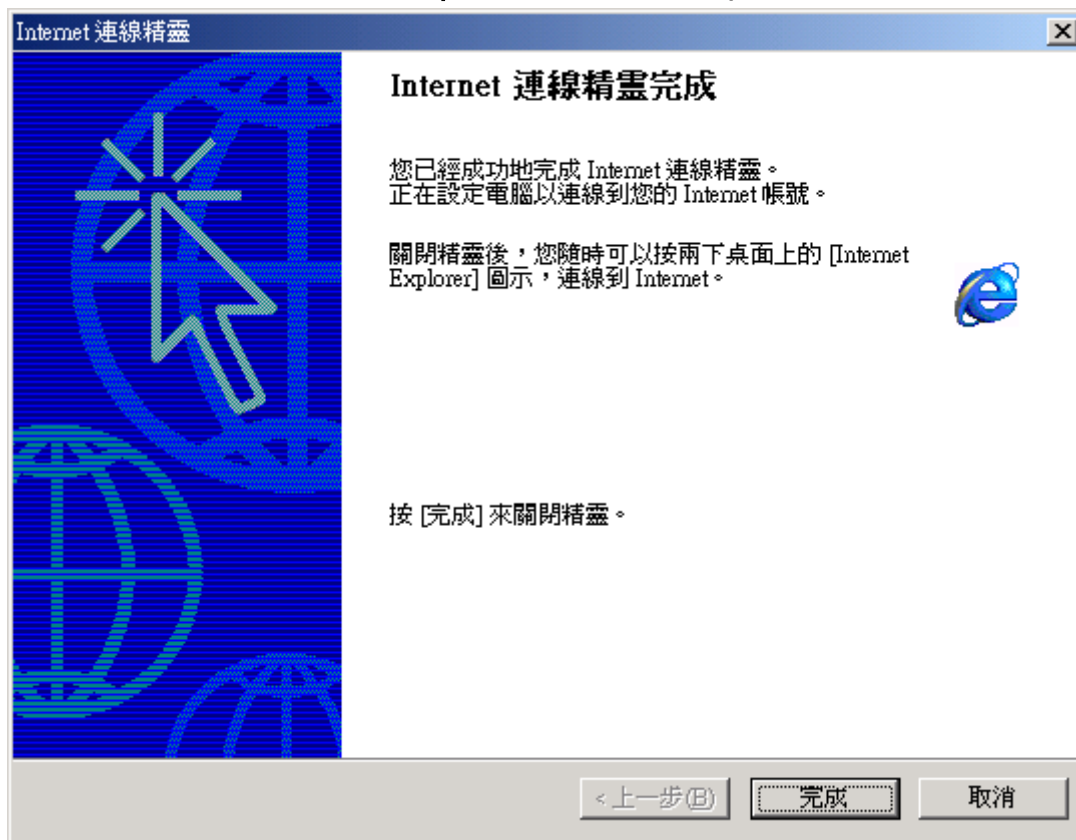 Internet 連線精靈
Internet 連線精靈完成
您已經成功地完成 Internet 連線精靈。
正在設定電腦以連線到您的 Internet 帳號。
關閉精靈後，您隨時可以按兩下桌面上的 [Internet
Explorer] 圖示，連線到 Internet。
按 [完成] 來關閉精靈。
<上一步(B)
完成
取消